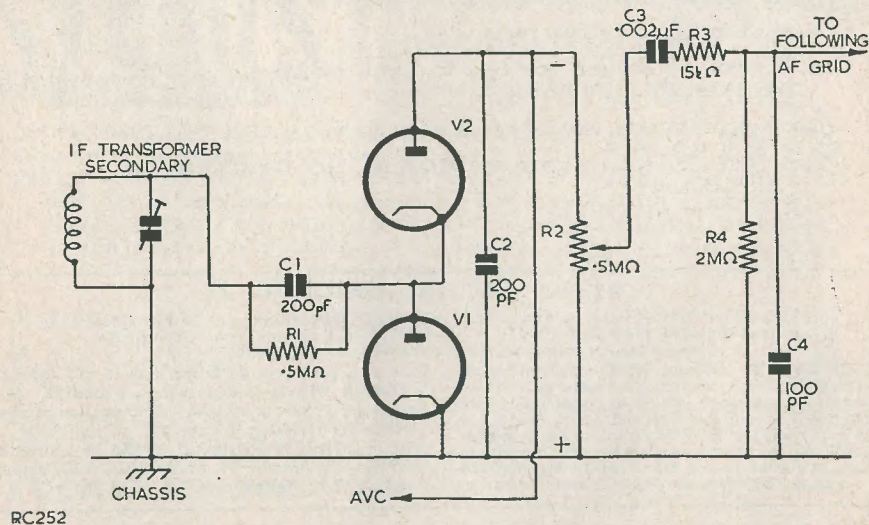 C3
·002µF
R3
15kΩ
TO
FOLLOWING
AF GRID
−
V2
IF TRANSFORMER
SECONDARY
C1
200pF
R1
·5MΩ
V1
C2
200
PF
R2
·5MΩ
R4
2MΩ
C4
100
PF
+
CHASSIS
AVC
RC252